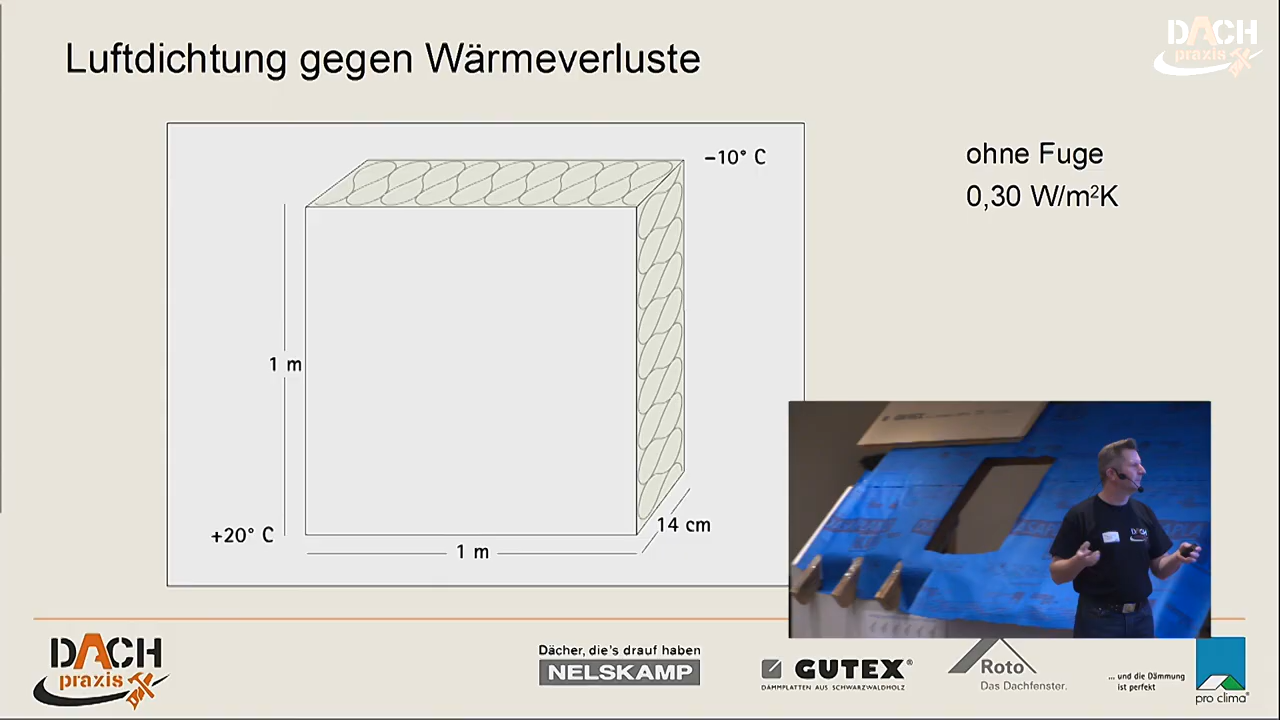 Luftdichtung gegen Wärmeverluste
DACH
praxis
–10° C
ohne Fuge
0,30 W/m²K
1 m
+20° C
14 cm
1 m
DACH
DACH
praxis
Dächer, die's drauf haben
NELSKAMP
GUTEX®
DÄMMPLATTEN AUS SCHWARZWALDHOLZ
Roto
Das Dachfenster.
... und die Dämmung
ist perfekt
pro clima®